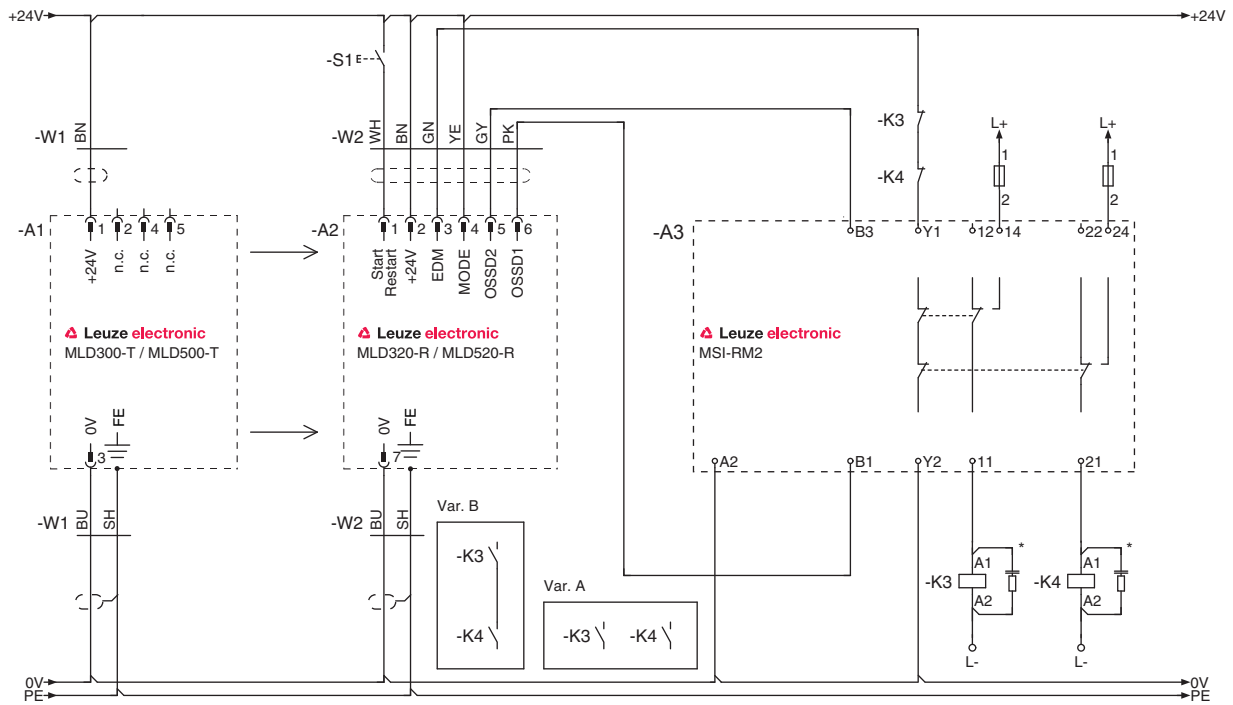 +24V
+24V
-S1
-W1
BN
-W2
WH
BN
GN
YE
GY
PK
-K3
-K4
L+
1
2
L+
1
2
-A1
1
2
4
5
+24V
n.c.
n.c.
n.c.
Leuze electronic
MLD300-T / MLD500-T
0V
FE
3
-A2
1
2
3
4
5
6
Start
Restart
+24V
EDM
MODE
OSSD2
OSSD1
Leuze electronic
MLD320-R / MLD520-R
0V
FE
7
-A3
B3
Y1
12
14
22
24
Leuze electronic
MSI-RM2
A2
B1
Y2
11
21
-W1
BU
SH
-W2
BU
SH
Var. B
-K3
-K4
Var. A
-K3
-K4
-K3
A1
A2
*
L-
-K4
A1
A2
*
L-
0V
0V
PE
PE